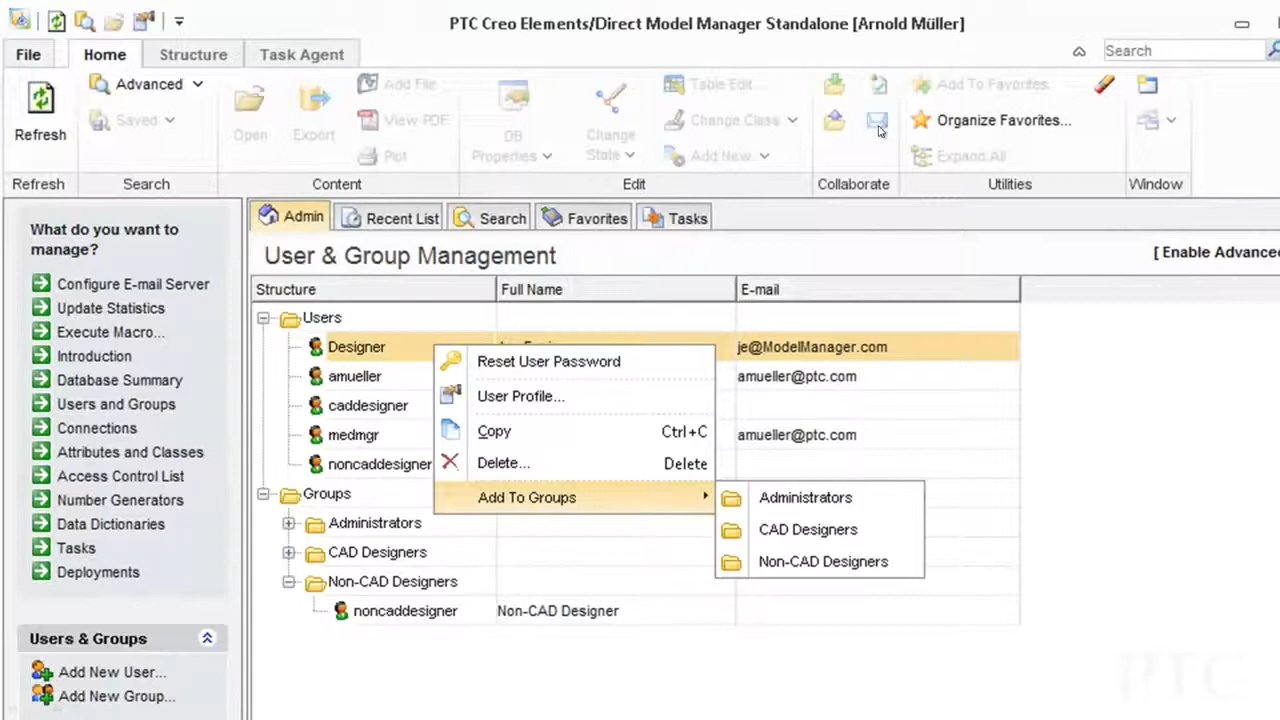 PTC Creo Elements/Direct Model Manager Standalone [Arnold Müller]
File Home Structure Task Agent Search
Refresh
Advanced
Saved
Open
Export
Add File
View PDF
Plot
DB
Properties
Change
State
Table Edit
Change Class
Add New
Add To Favorites
Organize Favorites...
Expand All
Refresh Search Content Edit Collaborate Utilities Window
What do you want to
manage?
Configure E-mail Server
Update Statistics
Execute Macro...
Introduction
Database Summary
Users and Groups
Connections
Attributes and Classes
Access Control List
Number Generators
Data Dictionaries
Tasks
Deployments
Users & Groups
Add New User...
Add New Group...
Admin Recent List Search Favorites Tasks
User & Group Management
[ Enable Advanced
Structure Full Name E-mail
Users
Designer je@ModelManager.com
amueller amueller@ptc.com
caddesigner
medmgr amueller@ptc.com
noncaddesigner
Groups
Administrators
CAD Designers
Non-CAD Designers
noncaddesigner Non-CAD Designer
Reset User Password
User Profile...
Copy Ctrl+C
Delete... Delete
Add To Groups
Administrators
CAD Designers
Non-CAD Designers
PTC